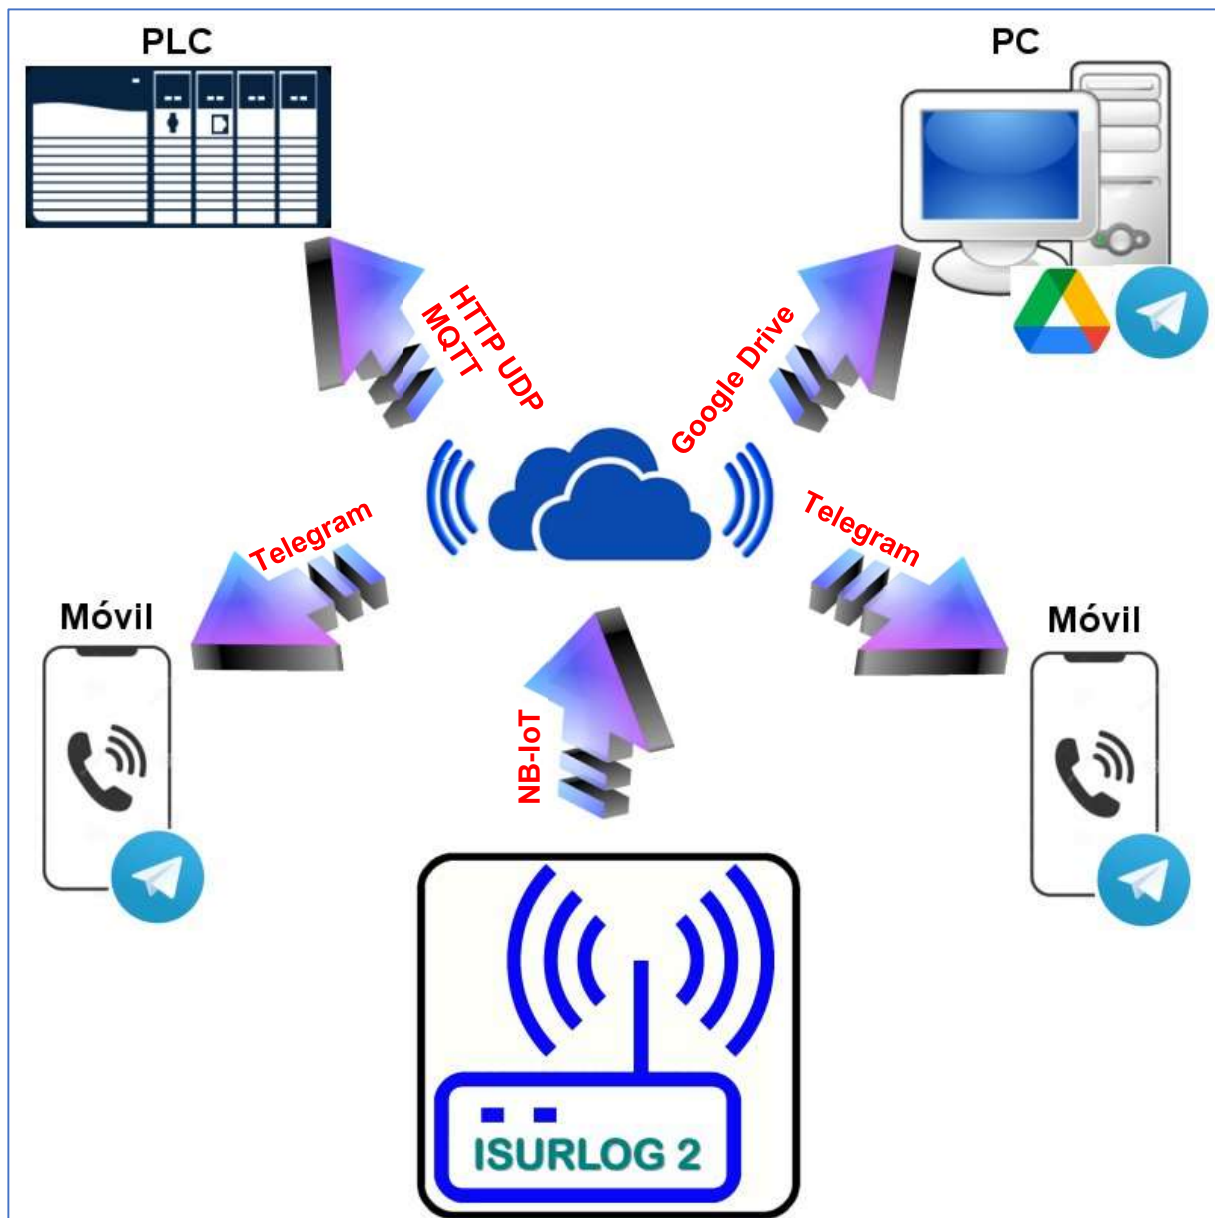 PLC
PC
HTTP UDP
MQTT
Google Drive
Telegram
Telegram
Móvil
Móvil
NB-IoT
ISURLOG 2